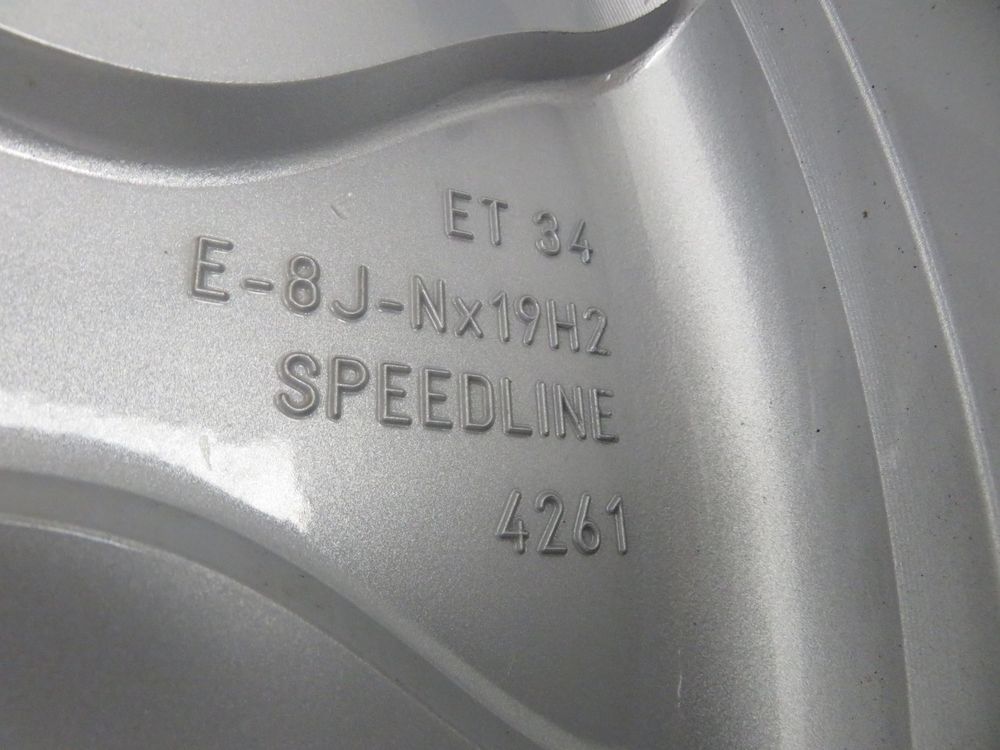 ET 34
E-8J-Nx19H2
SPEEDLINE
4261